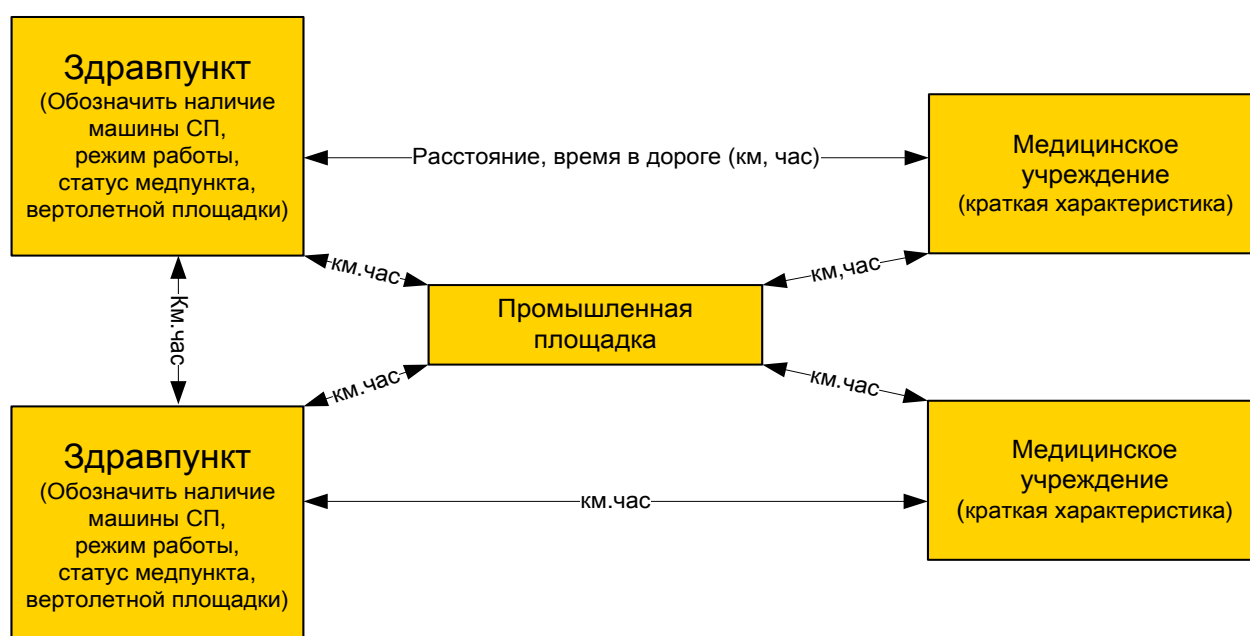 Здравпункт
(Обозначить наличие
машины СП,
режим работы,
статус медпункта,
вертолетной площадки)
Расстояние, время в дороге (км, час)
Медицинское
учреждение
(краткая характеристика)
км.час
км,час
Км.час
Промышленная
площадка
км.час
км.час
Здравпункт
(Обозначить наличие
машины СП,
режим работы,
статус медпункта,
вертолетной площадки)
км.час
Медицинское
учреждение
(краткая характеристика)